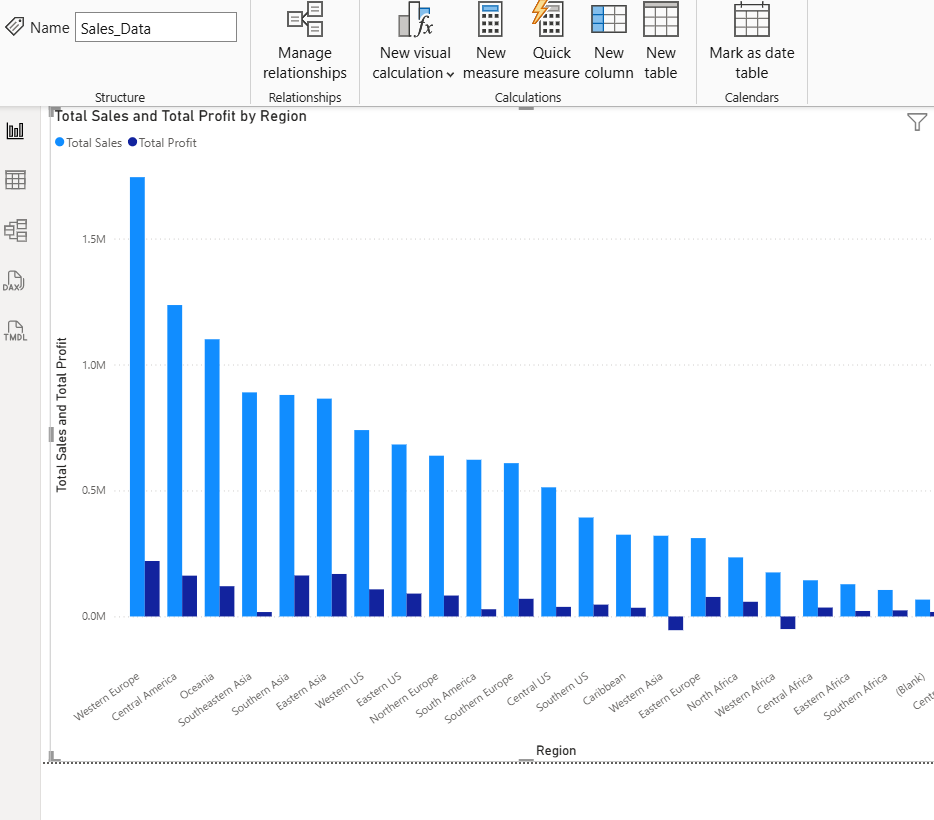 Name
Sales_Data
Manage
relationships
New visual
calculation
New
measure
Quick
measure
New
column
New
table
Mark as date
table
Structure
Relationships
Calculations
Calendars
Total Sales and Total Profit by Region
Total Sales
Total Profit
DAX
TMDL
Total Sales and Total Profit
1.5M
1.0M
0.5M
0.0M
Western Europe
Central America
Oceania
Southeastern Asia
Southern Asia
Eastern Asia
Western US
Eastern US
Northern Europe
South America
Southern Europe
Central US
Southern US
Caribbean
Western Asia
Eastern Europe
North Africa
Western Africa
Central Africa
Eastern Africa
Southern Africa
(Blank)
Region